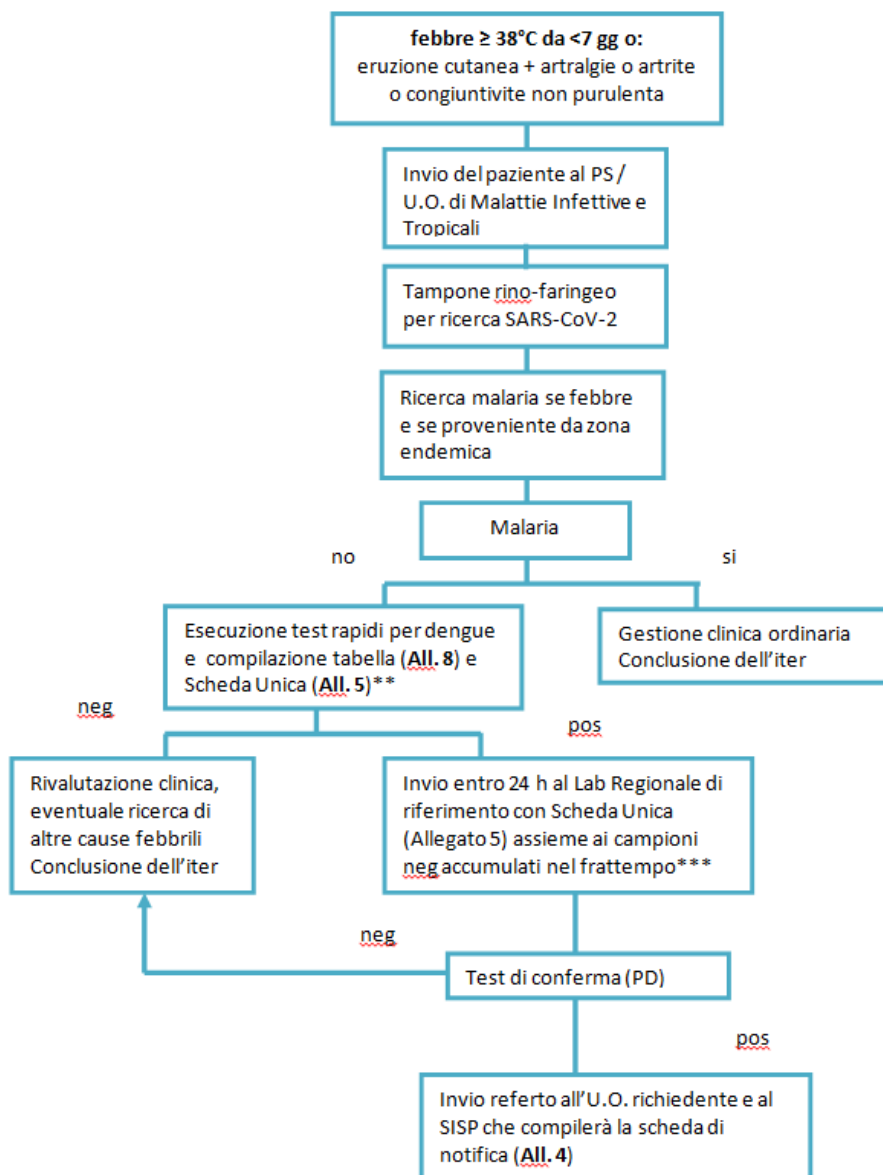 febbre ≥ 38°C da <7 gg o:
eruzione cutanea + artralgie o artrite
o congiuntivite non purulenta
Invio del paziente al PS /
U.O. di Malattie Infettive e
Tropicali
Tampone rino-faringeo
per ricerca SARS-CoV-2
Ricerca malaria se febbre
e se proveniente da zona
endemica
Malaria
no
si
Esecuzione test rapidi per dengue
e compilazione tabella (All. 8) e
Scheda Unica (All. 5)**
Gestione clinica ordinaria
Conclusione dell'iter
neg
pos
Rivalutazione clinica,
eventuale ricerca di
altre cause febbrili
Conclusione dell'iter
Invio entro 24 h al Lab Regionale di
riferimento con Scheda Unica
(Allegato 5) assieme ai campioni
neg accumulati nel frattempo***
neg
Test di conferma (PD)
pos
Invio referto all'U.O. richiedente e al
SISP che compilerà la scheda di
notifica (All. 4)